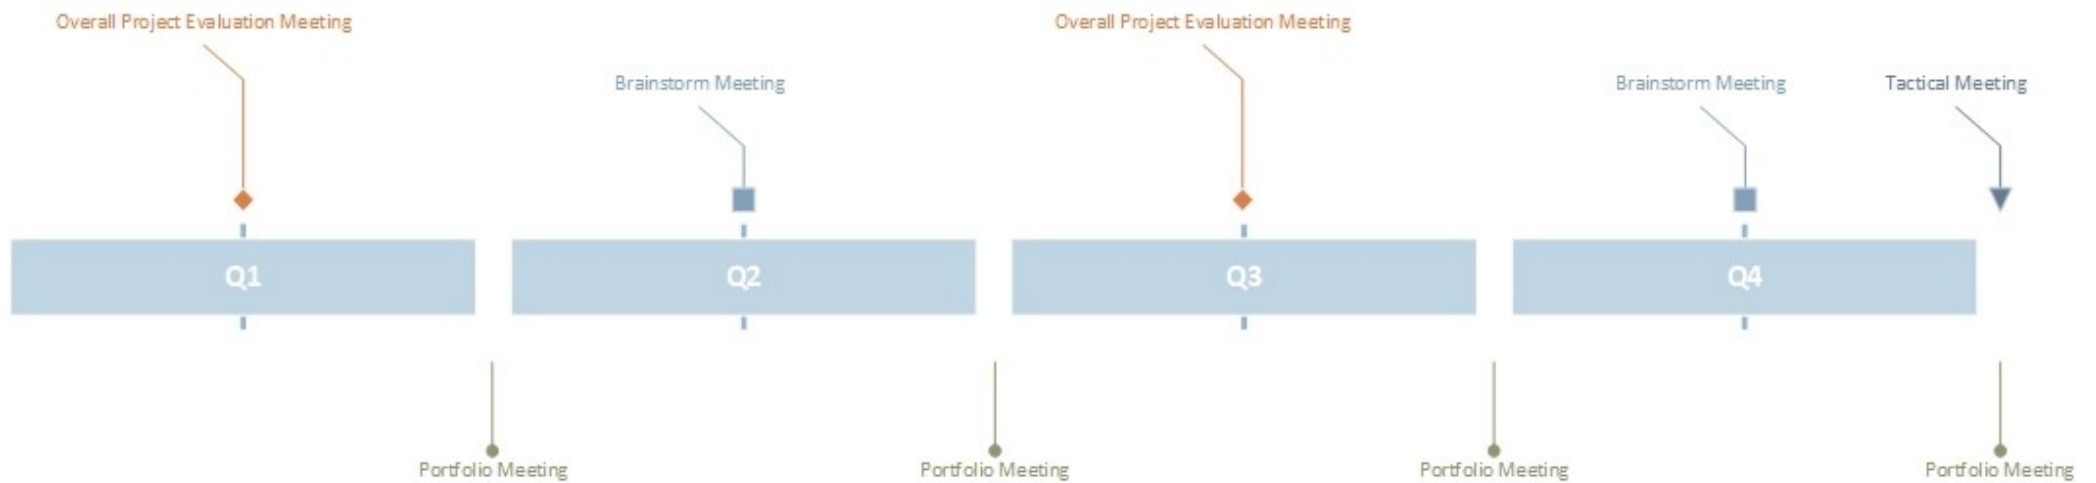 Overall Project Evaluation Meeting
Overall Project Evaluation Meeting
Brainstorm Meeting
Brainstorm Meeting
Tactical Meeting
Q1
Q2
Q3
Q4
Portfolio Meeting
Portfolio Meeting
Portfolio Meeting
Portfolio Meeting